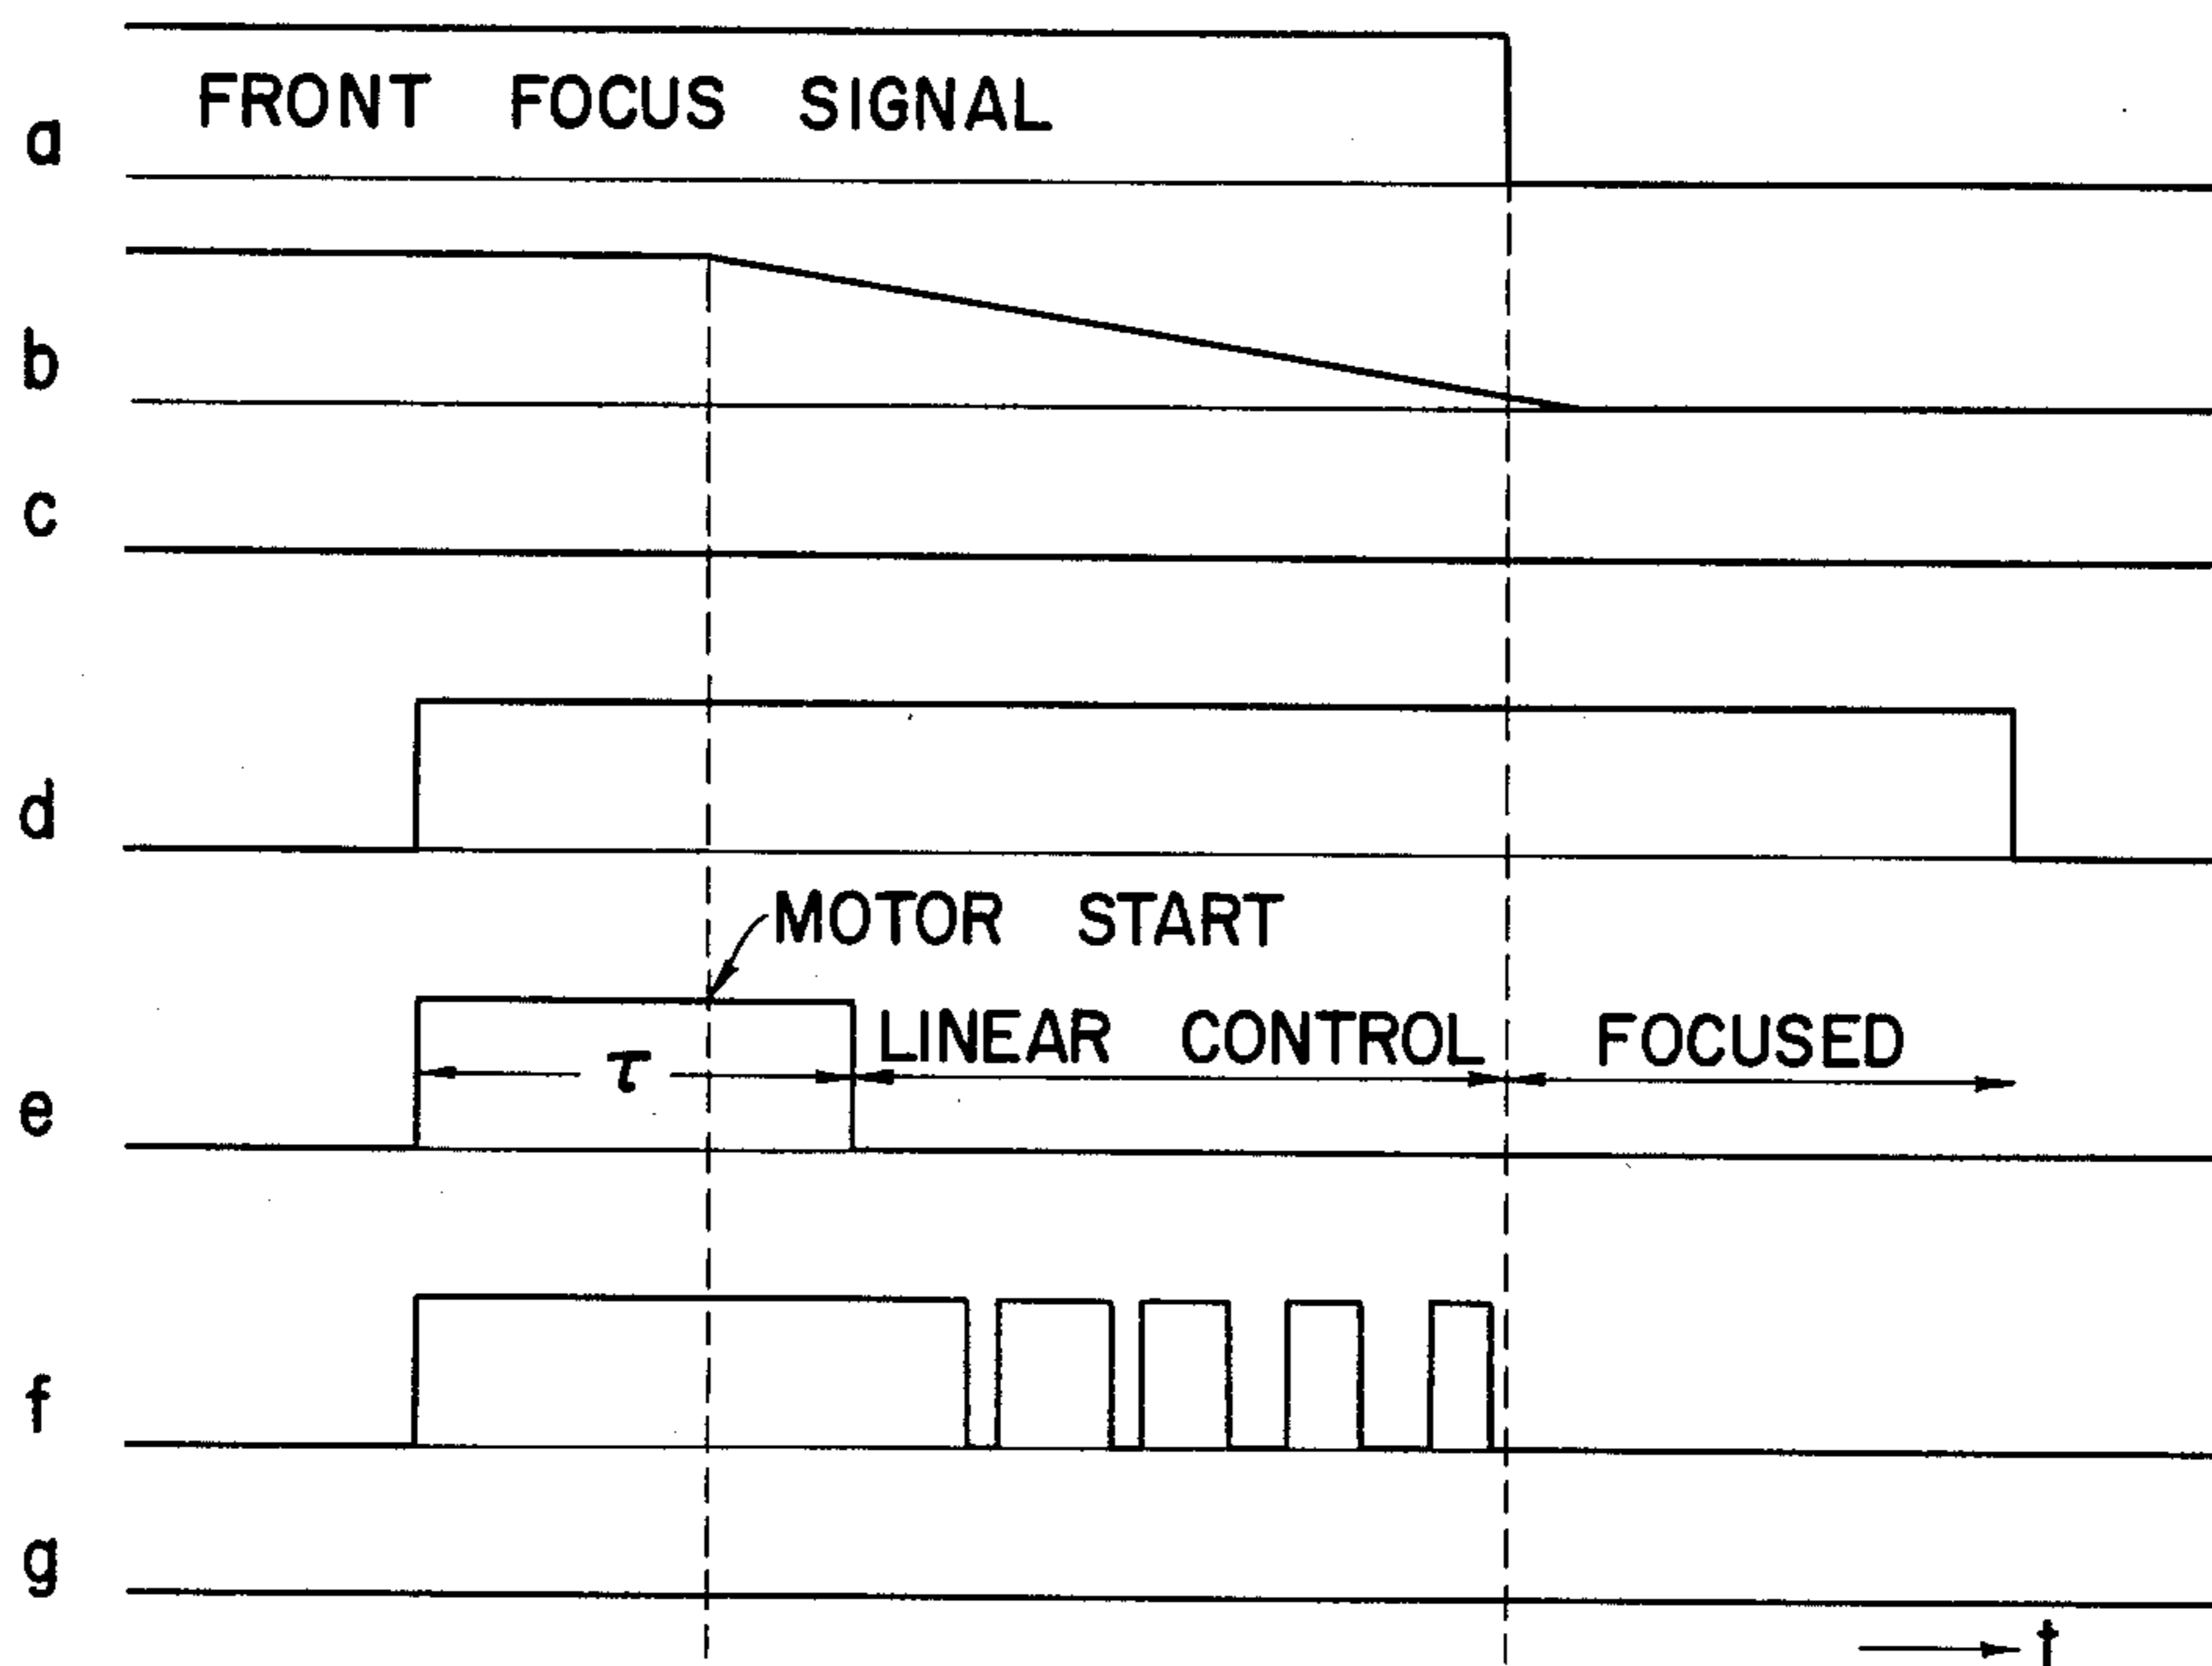 FRONT FOCUS SIGNAL
a
b
c
d
MOTOR START
LINEAR CONTROL FOCUSED
τ
e
f
g
t